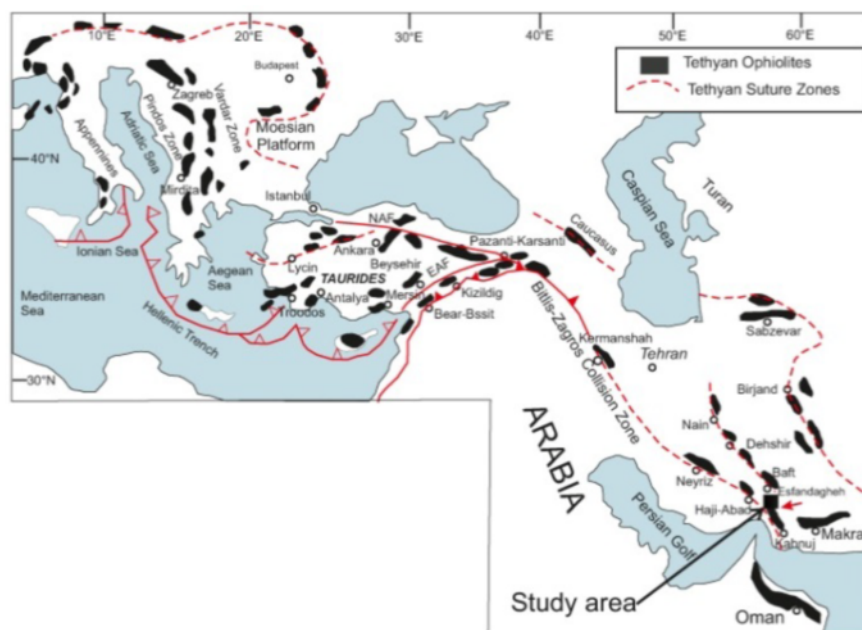 10°E
20°E
30°E
40°E
50°E
60°E
Tethyan Ophiolites
Tethyan Suture Zones
Budapest
Zagreb
Appennines
Adriatic Sea
Pindos Zone
Vardar Zone
Moesian
Platform
40°N
Mirdita
Istanbul
Caspian Sea
Turan
Caucasus
NAF
Ionian Sea
Aegean
Sea
Lycin
Ankara
Beysehir
Pazanti-Karsanti
EAF
TAURIDES
Mediterranean
Sea
Antalya
Mersin
Kizildig
Troodos
Bear-Bssit
Hellenic Trench
Bitlis-Zagros Collision Zone
Kermanshah
Tehran
Sabzevar
30°N
Birjand
Nain
Dehshir
ARABIA
Neyriz
Baft
Esfandagheh
Haji-Abad
Persian Golf
Kahnuj
Makra
Study area
Oman